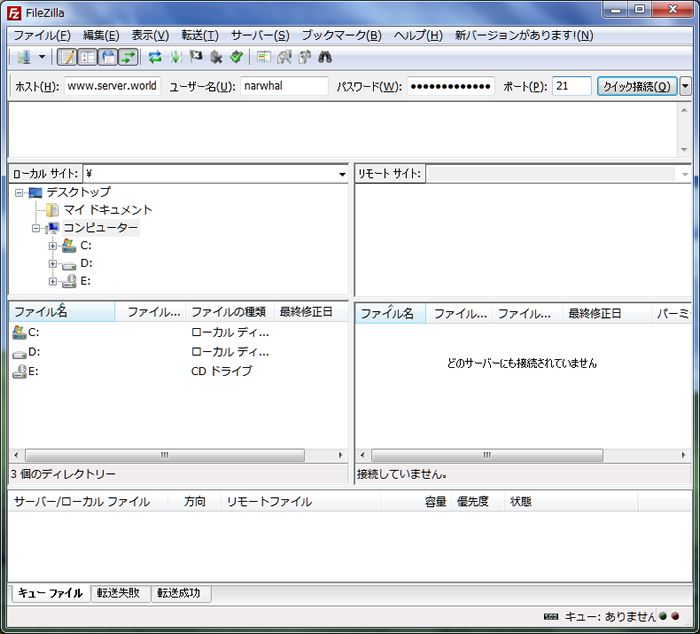 FileZilla
ファイル(F) 編集(E) 表示(V) 転送(T) サーバー(S) ブックマーク(B) ヘルプ(H) 新バージョンがあります!(N)
ホスト(H): www.server.world ユーザー名(U): narwhal パスワード(W): ●●●●●●●●●●●●● ポート(P): 21 クイック接続(Q)
ローカル サイト: ¥
リモート サイト:
デスクトップ
マイ ドキュメント
コンピューター
C:
D:
E:
ファイル名 ファイル... ファイルの種類 最終修正日
C: ローカル ディ...
D: ローカル ディ...
E: CD ドライブ
3 個のディレクトリー
ファイル名 ファイル... ファイル... 最終修正日 パーミ
どのサーバーにも接続されていません
接続していません。
サーバー/ローカル ファイル 方向 リモートファイル 容量 優先度 状態
キュー ファイル 転送失敗 転送成功
キュー: ありません